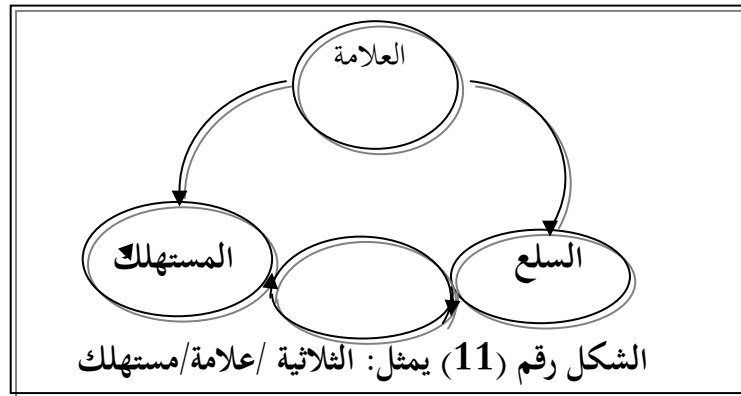 العلامة
المستهلك
السلع
الشكل رقم (11) يمثل: الثلاثية /علامة/مستهلك